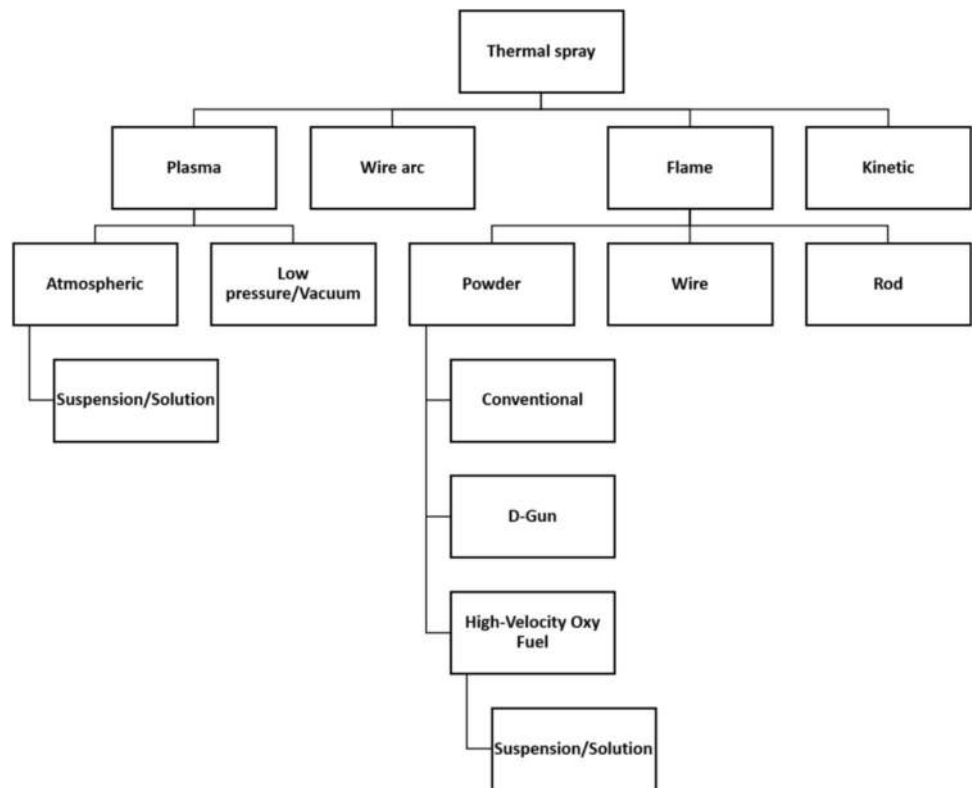 Thermal spray
Plasma
Wire arc
Flame
Kinetic
Atmospheric
Low
pressure/Vacuum
Powder
Wire
Rod
Suspension/Solution
Conventional
D-Gun
High-Velocity Oxy
Fuel
Suspension/Solution